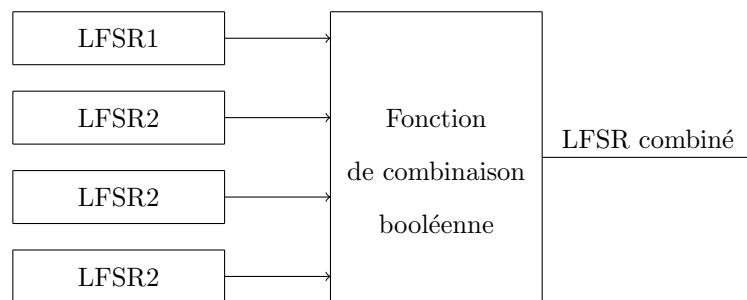 LFSR1
LFSR2
LFSR2
LFSR2
Fonction
de combinaison
booléenne
LFSR combiné